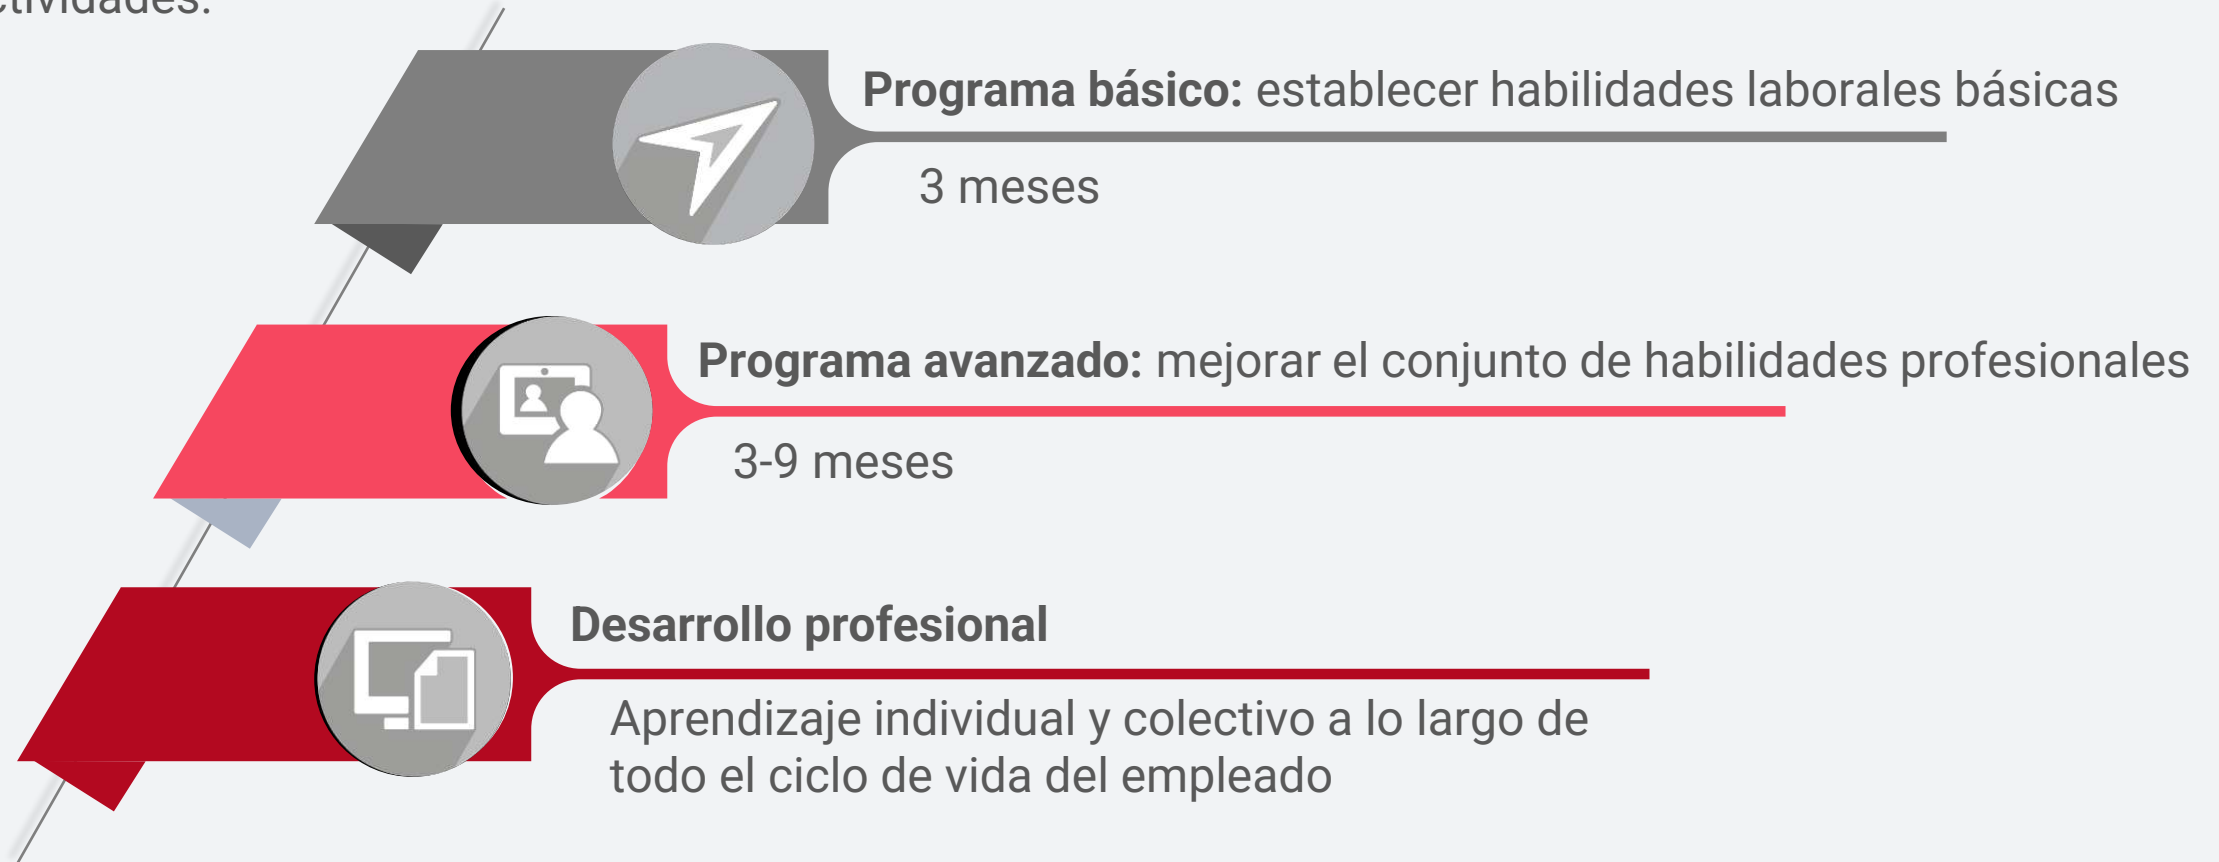 Programa básico: establecer habilidades laborales básicas
3 meses
Programa avanzado: mejorar el conjunto de habilidades profesionales
3-9 meses
Desarrollo profesional
Aprendizaje individual y colectivo a lo largo de
todo el ciclo de vida del empleado